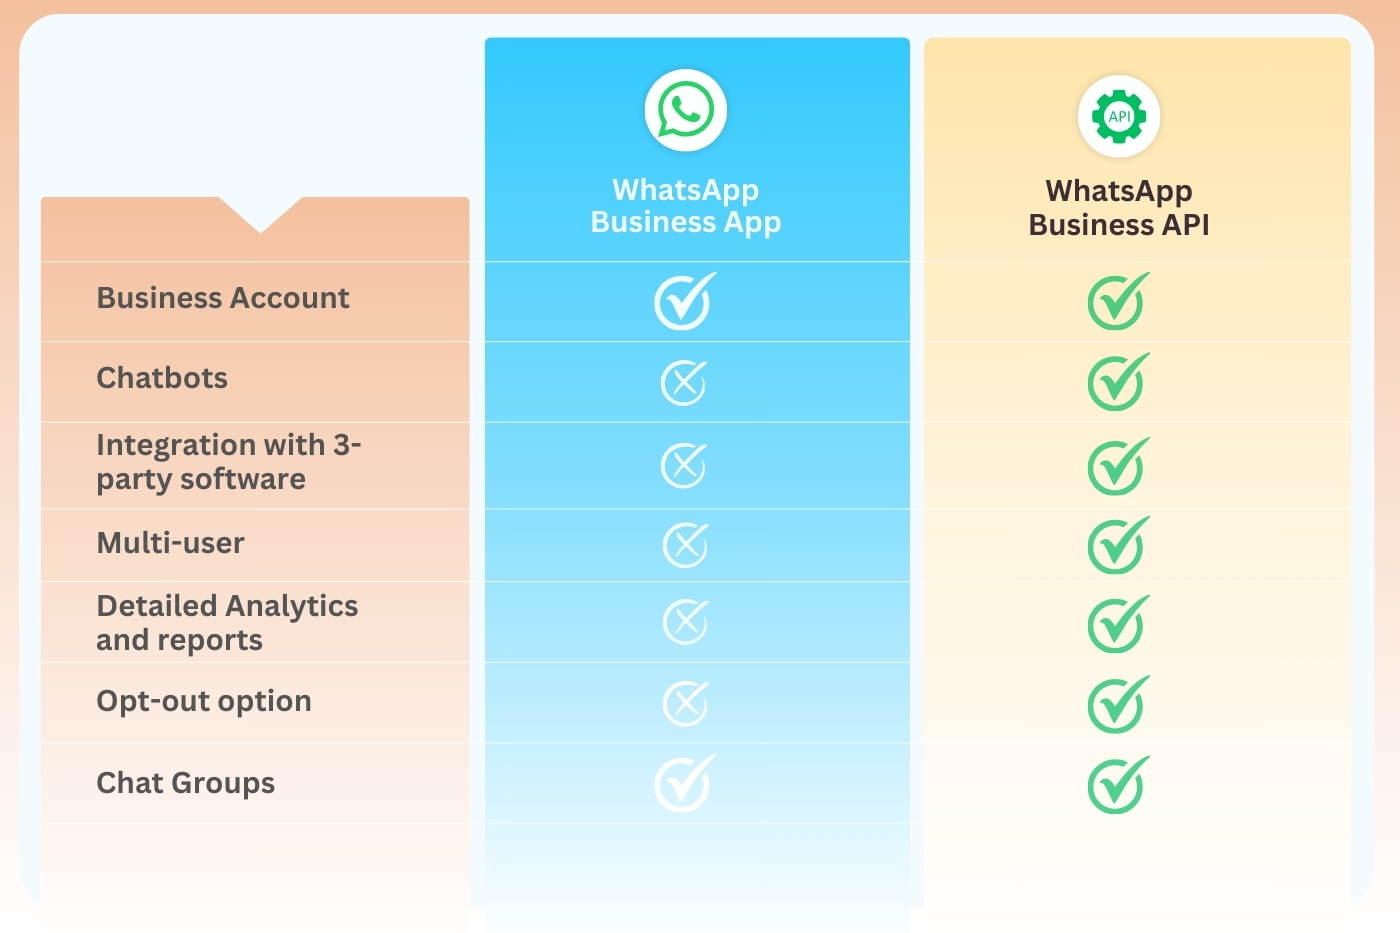 API
WhatsApp
Business App
WhatsApp
Business API
Business Account
Chatbots
Integration with 3-
party software
Multi-user
Detailed Analytics
and reports
Opt-out option
Chat Groups